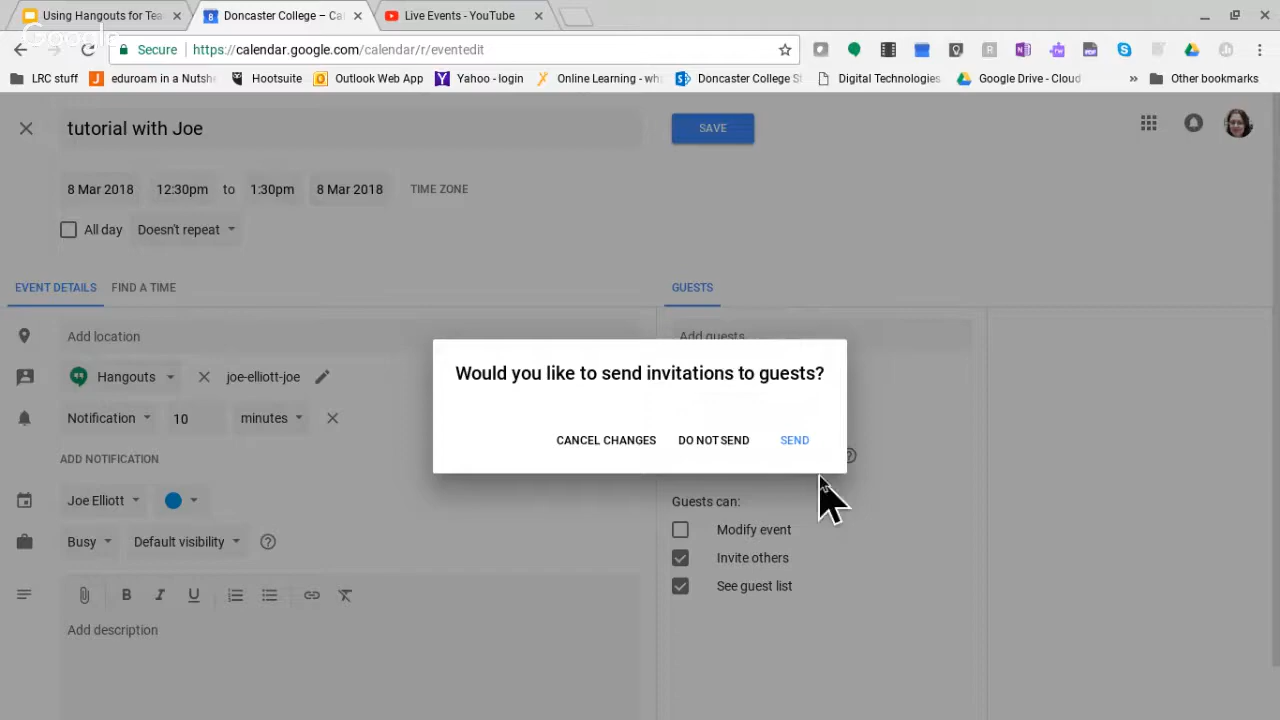 Using Hangouts for Tea
Doncaster College – Ca
Live Events - YouTube
Google
Secure
https://calendar.google.com/calendar/r/eventedit
LRC stuff
eduroam in a Nutshe
Hootsuite
Outlook Web App
Yahoo - login
Online Learning - wh
Doncaster College S
Digital Technologies
Google Drive - Cloud
»
Other bookmarks
tutorial with Joe
SAVE
8 Mar 2018 12:30pm to 1:30pm 8 Mar 2018 TIME ZONE
All day Doesn't repeat
EVENT DETAILS FIND A TIME
GUESTS
Add location
Add guests
Hangouts joe-elliott-joe
Would you like to send invitations to guests?
Notification 10 minutes
CANCEL CHANGES DO NOT SEND SEND
ADD NOTIFICATION
Joe Elliott
Guests can:
Busy Default visibility
Modify event
Invite others
See guest list
B I U
Add description